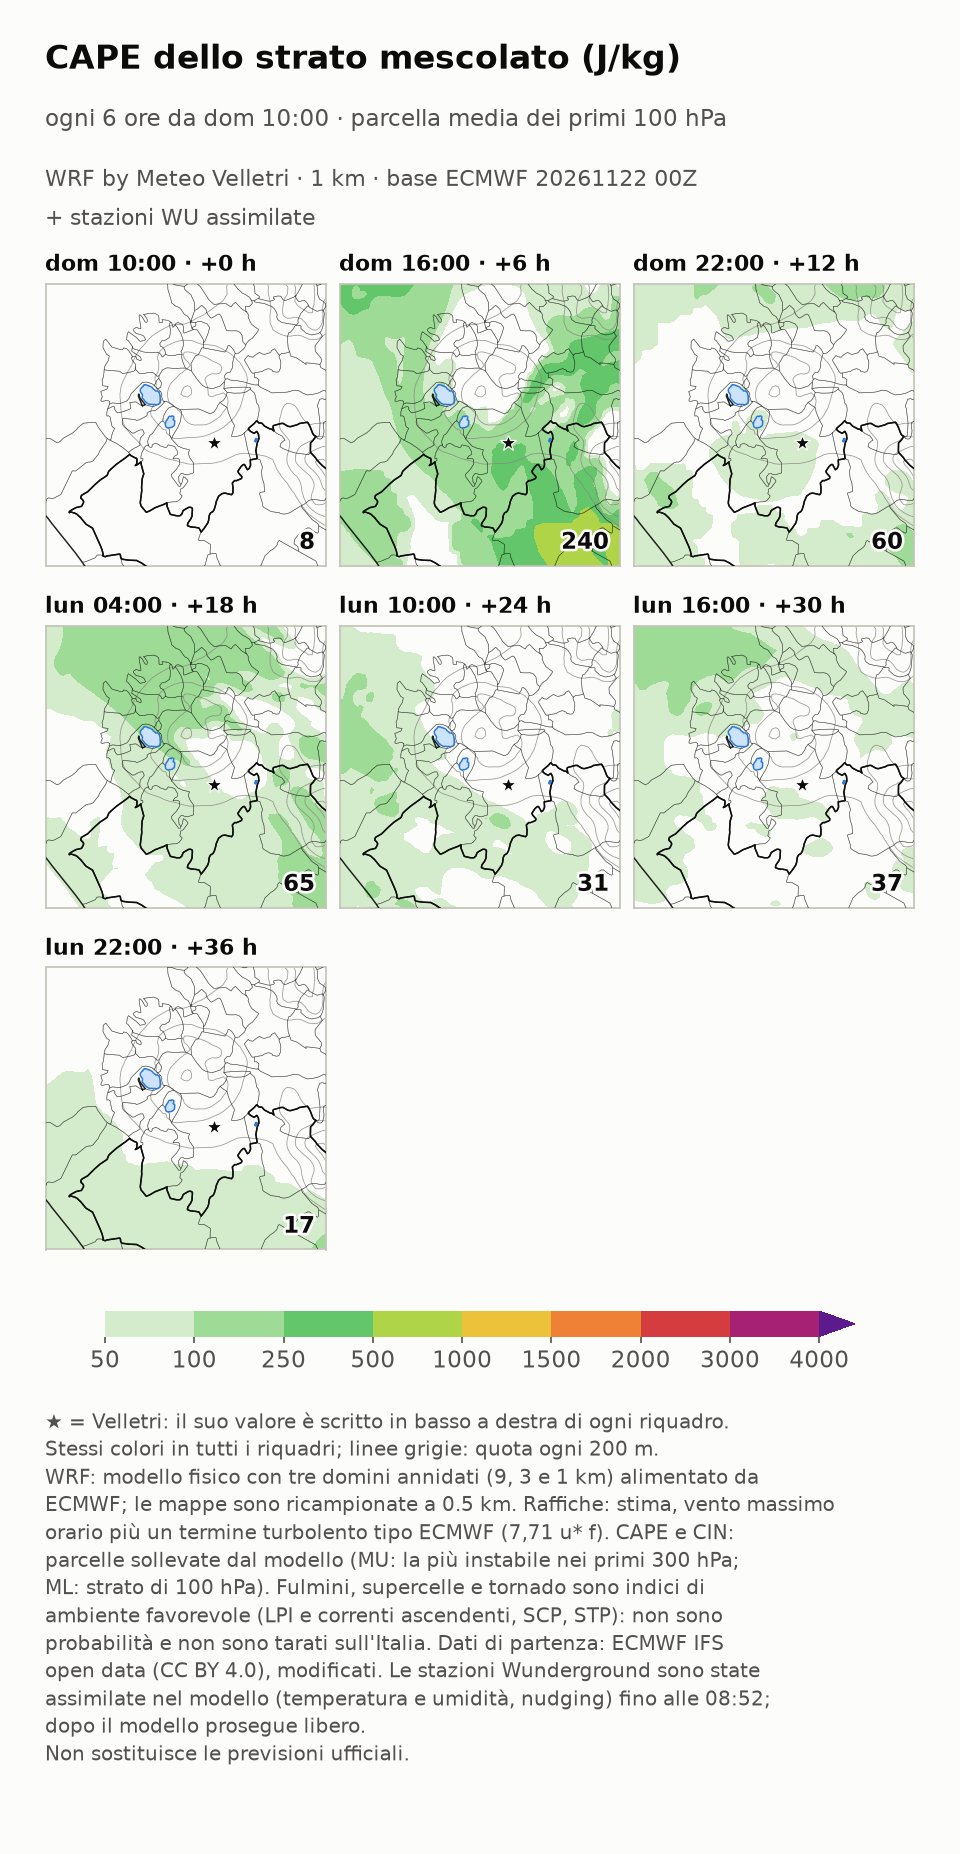 CAPE dello strato mescolato (J/kg)
ogni 6 ore da dom 10:00 · parcella media dei primi 100 hPa
WRF by Meteo Velletri · 1 km · base ECMWF 20261122 00Z
+ stazioni WU assimilate
dom 10:00 · +0 h
dom 16:00 · +6 h
dom 22:00 · +12 h
8
240
60
lun 04:00 · +18 h
lun 10:00 · +24 h
lun 16:00 · +30 h
65
31
37
lun 22:00 · +36 h
17
50 100 250 500 1000 1500 2000 3000 4000
★ = Velletri: il suo valore è scritto in basso a destra di ogni riquadro.
Stessi colori in tutti i riquadri; linee grigie: quota ogni 200 m.
WRF: modello fisico con tre domini annidati (9, 3 e 1 km) alimentato da
ECMWF; le mappe sono ricampionate a 0.5 km. Raffiche: stima, vento massimo
orario più un termine turbolento tipo ECMWF (7,71 u* f). CAPE e CIN:
parcelle sollevate dal modello (MU: la più instabile nei primi 300 hPa;
ML: strato di 100 hPa). Fulmini, supercelle e tornado sono indici di
ambiente favorevole (LPI e correnti ascendenti, SCP, STP): non sono
probabilità e non sono tarati sull'Italia. Dati di partenza: ECMWF IFS
open data (CC BY 4.0), modificati. Le stazioni Wunderground sono state
assimilate nel modello (temperatura e umidità, nudging) fino alle 08:52;
dopo il modello prosegue libero.
Non sostituisce le previsioni ufficiali.